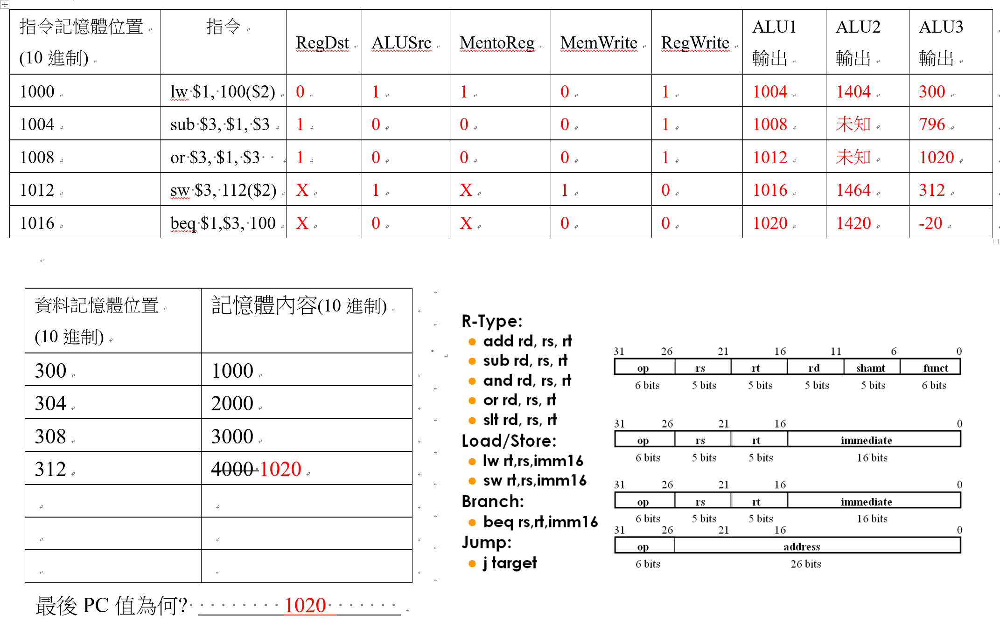 指令記憶體位置 指令 RegDst ALUSrc MentoReg MemWrite RegWrite ALU1 ALU2 ALU3
(10 進制) 輸出 輸出 輸出
1000 lw $1, 100($2) 0 1 1 0 1 1004 1404 300
1004 sub $3, $1, $3 1 0 0 0 1 1008 未知 796
1008 or $3, $1, $3 1 0 0 0 1 1012 未知 1020
1012 sw $3, 112($2) X 1 X 1 0 1016 1464 312
1016 beq $1,$3, 100 X 0 X 0 0 1020 1420 -20
資料記憶體位置 記憶體內容(10 進制)
(10 進制)
300 1000
304 2000
308 3000
312 4000 1020
最後 PC 值為何? 1020
R-Type:
add rd, rs, rt
sub rd, rs, rt
and rd, rs, rt
or rd, rs, rt
slt rd, rs, rt
Load/Store:
lw rt,rs,imm16
sw rt,rs,imm16
Branch:
beq rs,rt,imm16
Jump:
j target
31 26 21 16 11 6 0
op rs rt rd shamt funct
6 bits 5 bits 5 bits 5 bits 5 bits 6 bits
31 26 21 16 0
op rs rt immediate
6 bits 5 bits 5 bits 16 bits
31 26 21 16 0
op rs rt immediate
6 bits 5 bits 5 bits 16 bits
31 26 21 16 0
op address
6 bits 26 bits